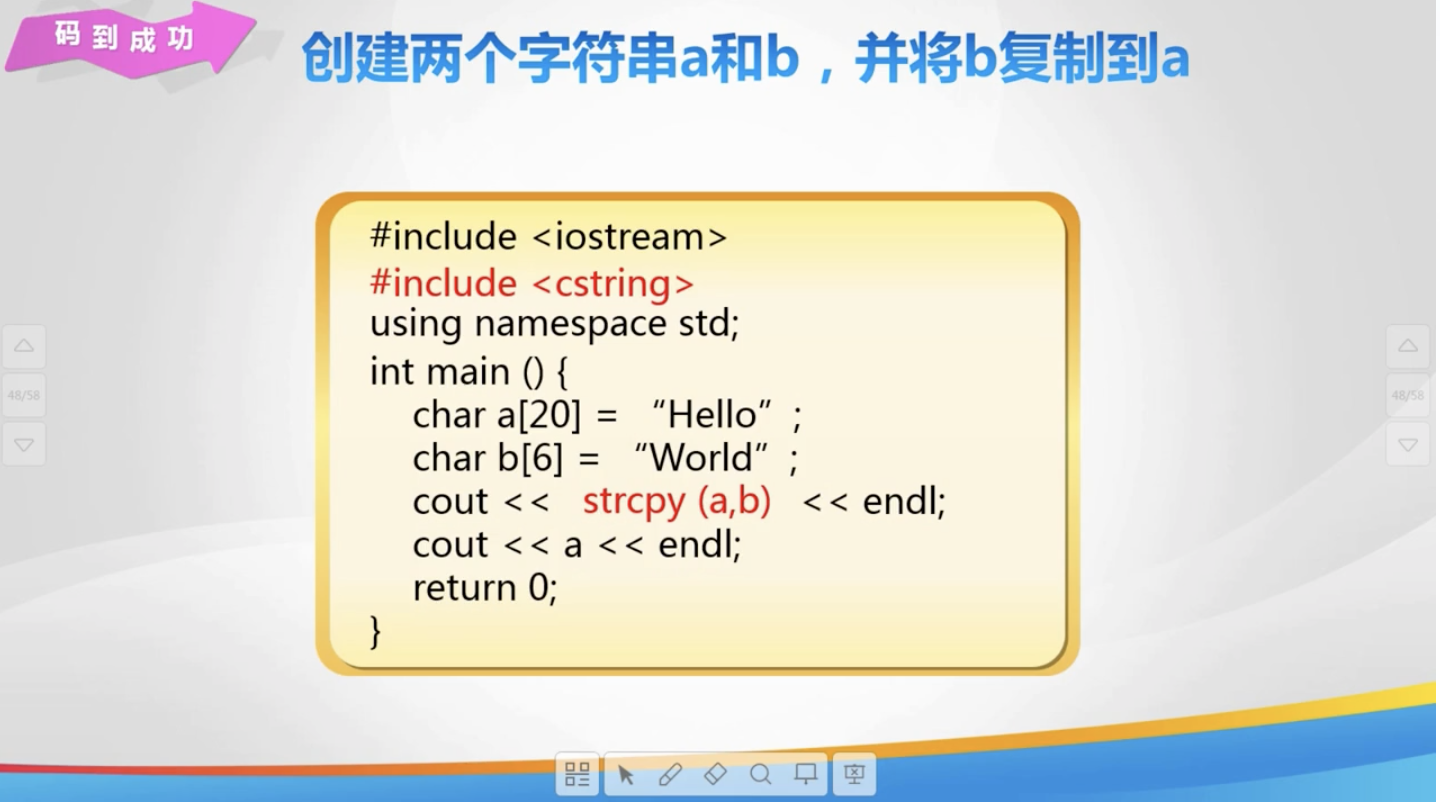 码到成功
创建两个字符串a和b，并将b复制到a
#include <iostream>
#include <cstring>
using namespace std;
int main () {
char a[20] = “Hello” ;
char b[6] = “World” ;
cout << strcpy (a,b) << endl;
cout << a << endl;
return 0;
}
48/58
48/58